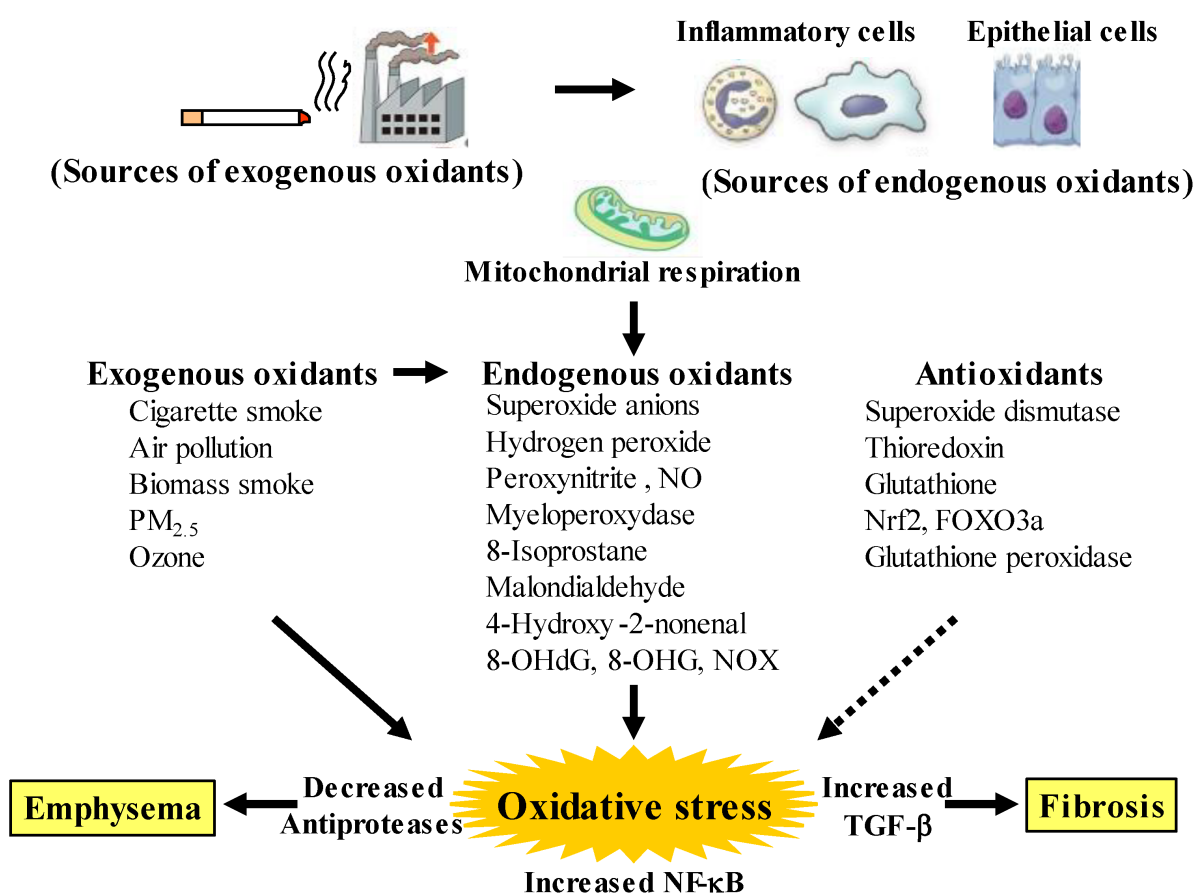 Inflammatory cells
Epithelial cells
(Sources of exogenous oxidants)
(Sources of endogenous oxidants)
Mitochondrial respiration
Exogenous oxidants
Cigarette smoke
Air pollution
Biomass smoke
PM2.5
Ozone
Endogenous oxidants
Superoxide anions
Hydrogen peroxide
Peroxynitrite , NO
Myeloperoxydase
8-Isoprostane
Malondialdehyde
4-Hydroxy-2-nonenal
8-OHdG, 8-OHG, NOX
Antioxidants
Superoxide dismutase
Thioredoxin
Glutathione
Nrf2, FOXO3a
Glutathione peroxidase
Emphysema
Decreased
Antiproteases
Oxidative stress
Increased
TGF-β
Fibrosis
Increased NF-κB